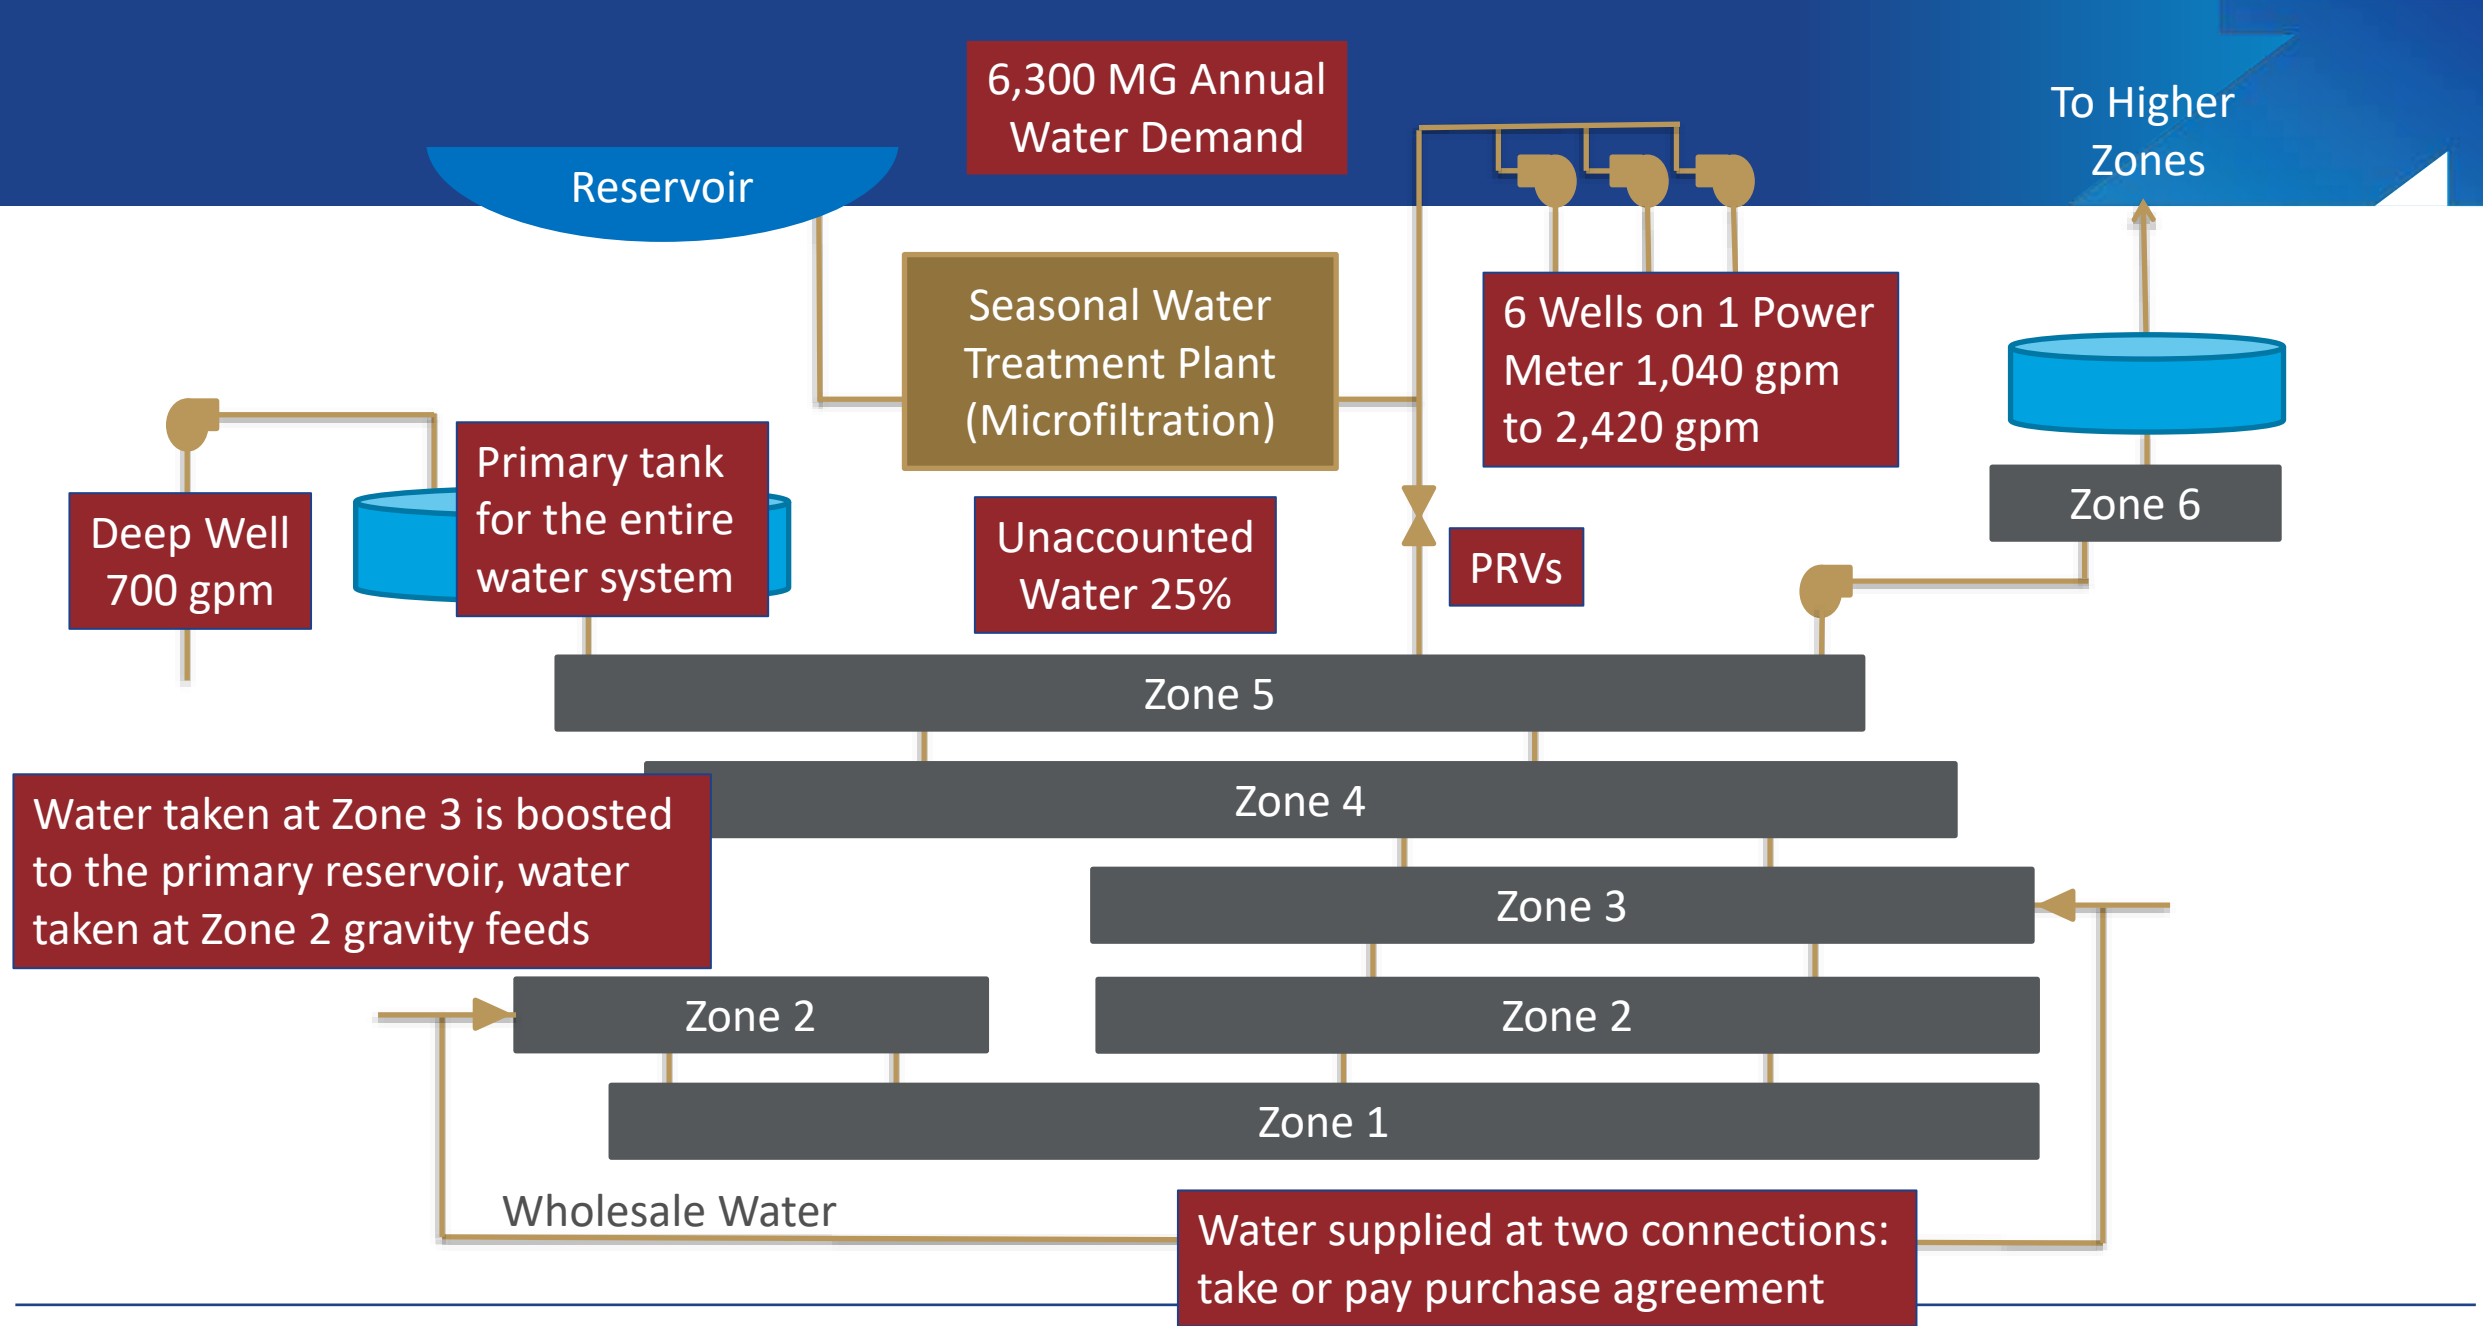 6,300 MG Annual
Water Demand
To Higher
Zones
Reservoir
Seasonal Water
Treatment Plant
(Microfiltration)
6 Wells on 1 Power
Meter 1,040 gpm
to 2,420 gpm
Primary tank
for the entire
water system
Deep Well
700 gpm
Unaccounted
Water 25%
PRVs
Zone 6
Zone 5
Zone 4
Water taken at Zone 3 is boosted
to the primary reservoir, water
taken at Zone 2 gravity feeds
Zone 3
Zone 2
Zone 2
Zone 1
Wholesale Water
Water supplied at two connections:
take or pay purchase agreement